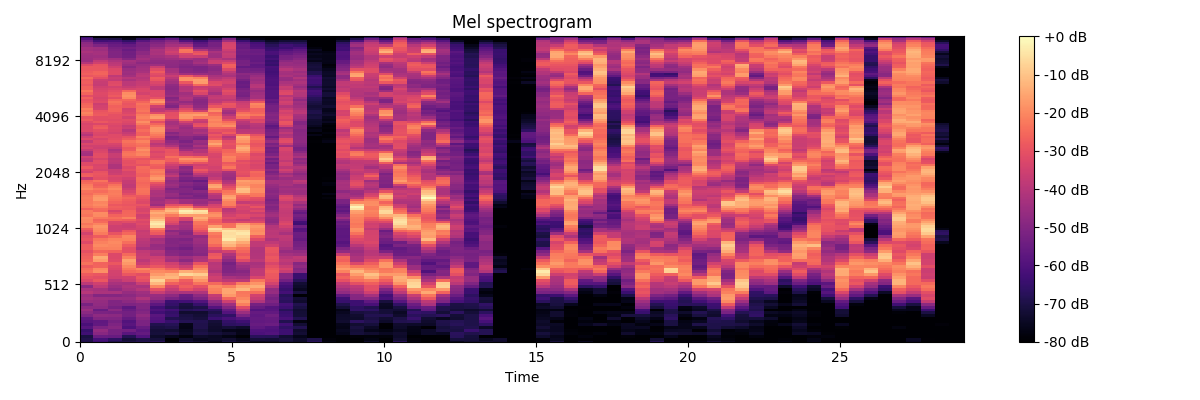 Mel spectrogram
8192
4096
2048
1024
512
0
Hz
0 5 10 15 20 25
Time
+0 dB
-10 dB
-20 dB
-30 dB
-40 dB
-50 dB
-60 dB
-70 dB
-80 dB